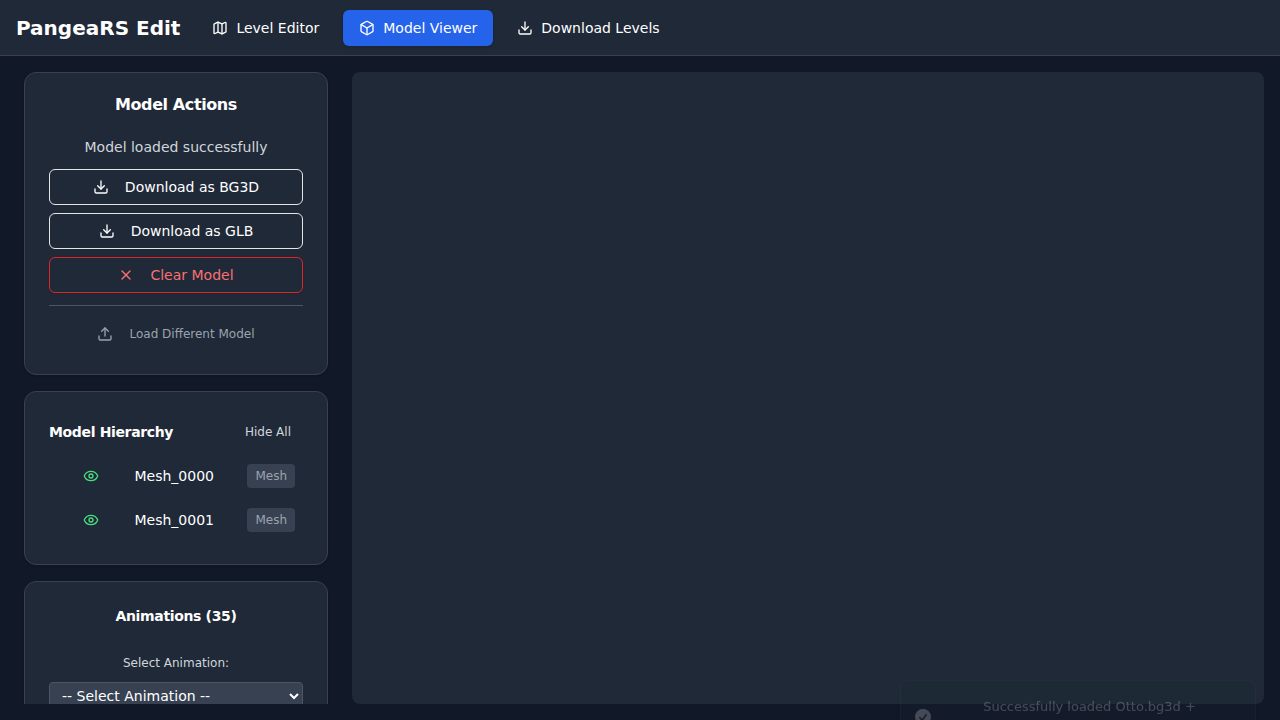 PangeaRS Edit
Level Editor
Model Viewer
Download Levels
Model Actions
Model loaded successfully
Download as BG3D
Download as GLB
Clear Model
Load Different Model
Model Hierarchy
Hide All
Mesh_0000
Mesh
Mesh_0001
Mesh
Animations (35)
Select Animation:
-- Select Animation --
Successfully loaded Otto.bg3d +